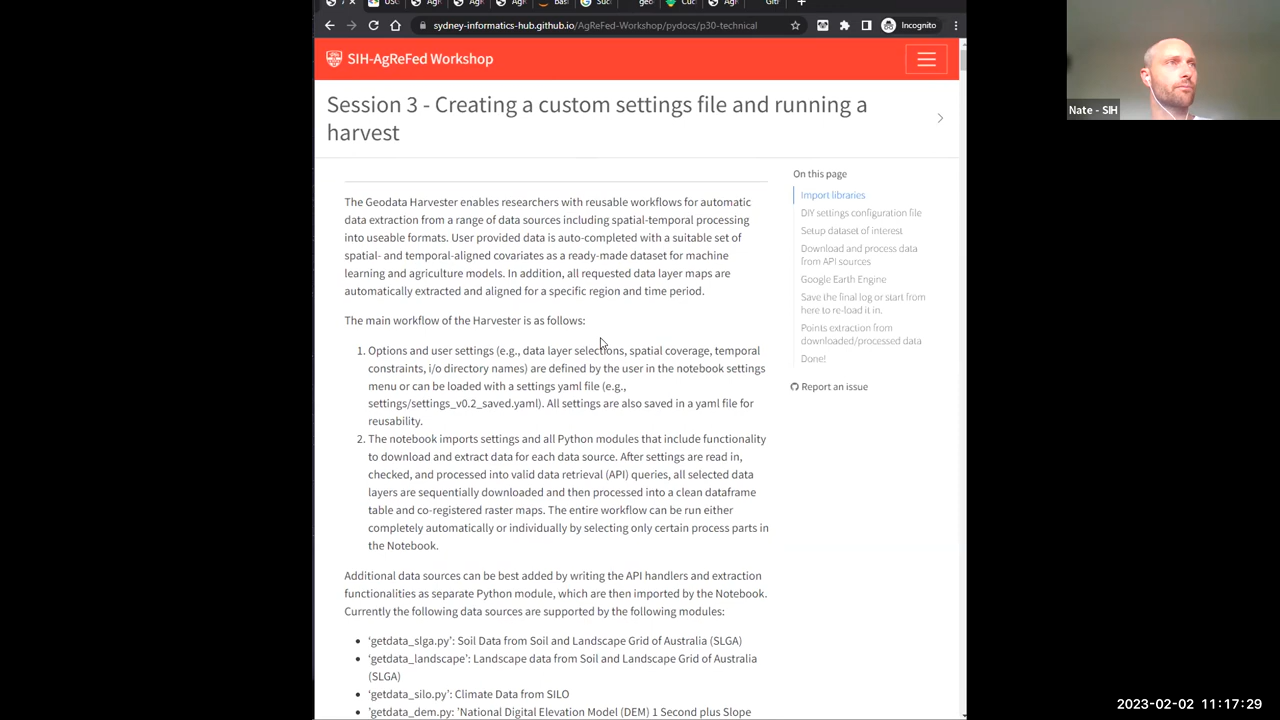 sydney-informatics-hub.github.io/AgReFed-Workshop/pydocs/p30-technical
Incognito
SIH-AgReFed Workshop
Session 3 - Creating a custom settings file and running a
harvest
The Geodata Harvester enables researchers with reusable workflows for automatic
data extraction from a range of data sources including spatial-temporal processing
into useable formats. User provided data is auto-completed with a suitable set of
spatial- and temporal-aligned covariates as a ready-made dataset for machine
learning and agriculture models. In addition, all requested data layer maps are
automatically extracted and aligned for a specific region and time period.
The main workflow of the Harvester is as follows:
1. Options and user settings (e.g., data layer selections, spatial coverage, temporal
constraints, i/o directory names) are defined by the user in the notebook settings
menu or can be loaded with a settings yaml file (e.g.,
settings/settings_v0.2_saved.yaml). All settings are also saved in a yaml file for
reusability.
2. The notebook imports settings and all Python modules that include functionality
to download and extract data for each data source. After settings are read in,
checked, and processed into valid data retrieval (API) queries, all selected data
layers are sequentially downloaded and then processed into a clean dataframe
table and co-registered raster maps. The entire workflow can be run either
completely automatically or individually by selecting only certain process parts in
the Notebook.
Additional data sources can be best added by writing the API handlers and extraction
functionalities as separate Python module, which are then imported by the Notebook.
Currently the following data sources are supported by the following modules:
• ‘getdata_slga.py’: Soil Data from Soil and Landscape Grid of Australia (SLGA)
• ‘getdata_landscape’: Landscape data from Soil and Landscape Grid of Australia
(SLGA)
• ‘getdata_silo.py’: Climate Data from SILO
• 'getdata_dem.py: 'National Digital Elevation Model (DEM) 1 Second plus Slope
On this page
Import libraries
DIY settings configuration file
Setup dataset of interest
Download and process data
from API sources
Google Earth Engine
Save the final log or start from
here to re-load it in.
Points extraction from
downloaded/processed data
Done!
Report an issue
Nate - SIH
2023-02-02 11:17:29